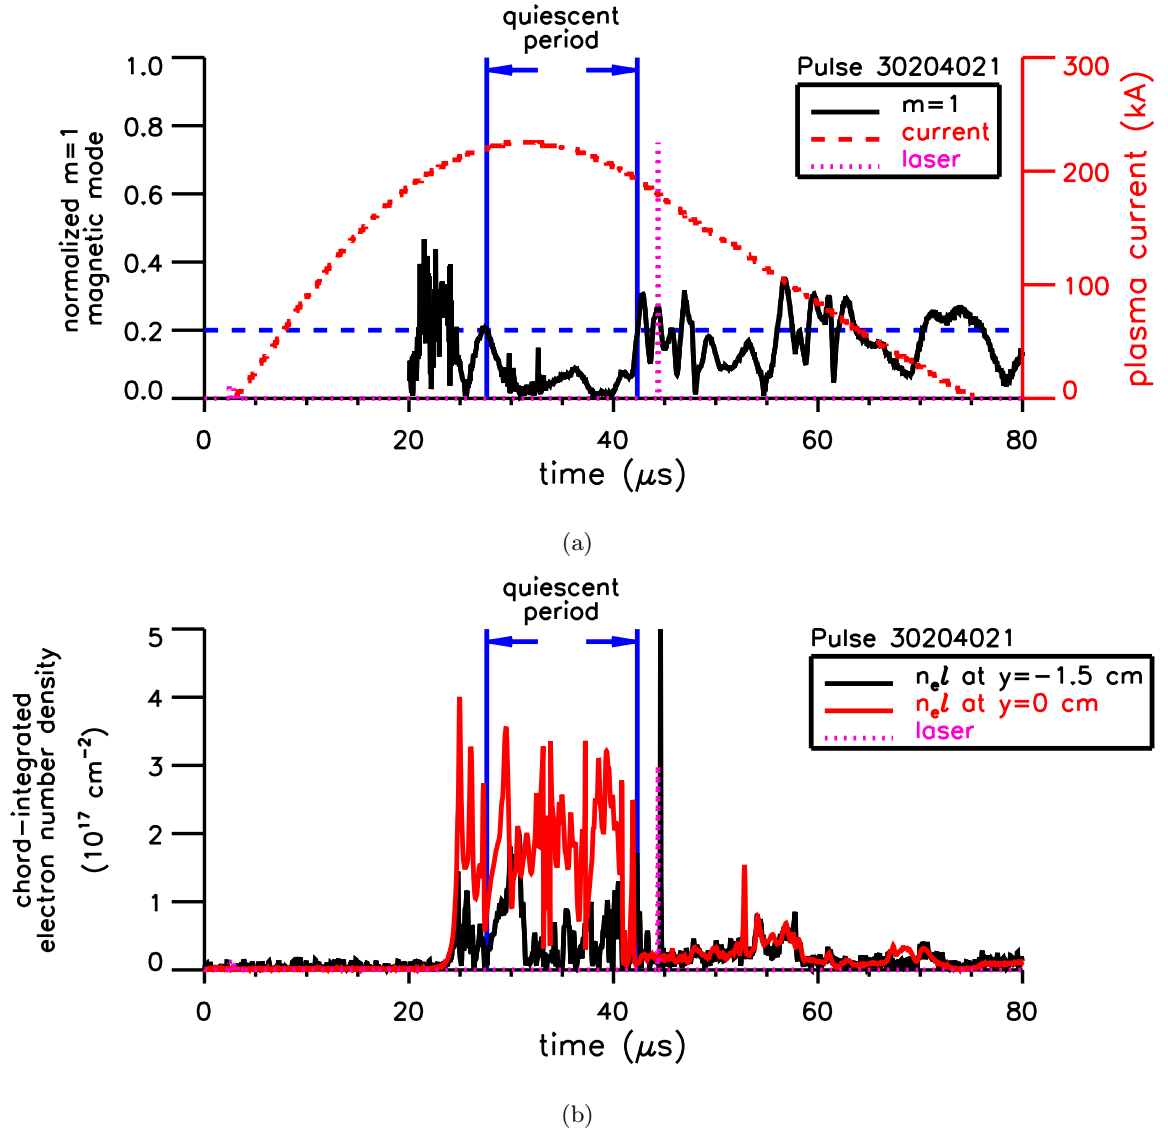 quiescent
period
Pulse 30204021
m=1
current
laser
normalized m=1
magnetic mode
1.0
0.8
0.6
0.4
0.2
0.0
300
200
100
0
plasma current (kA)
0 20 40 60 80
time (μs)
(a)
quiescent
period
Pulse 30204021
nₑl at y=−1.5 cm
nₑl at y=0 cm
laser
chord−integrated
electron number density
(10¹⁷ cm⁻²)
5
4
3
2
1
0
0 20 40 60 80
time (μs)
(b)